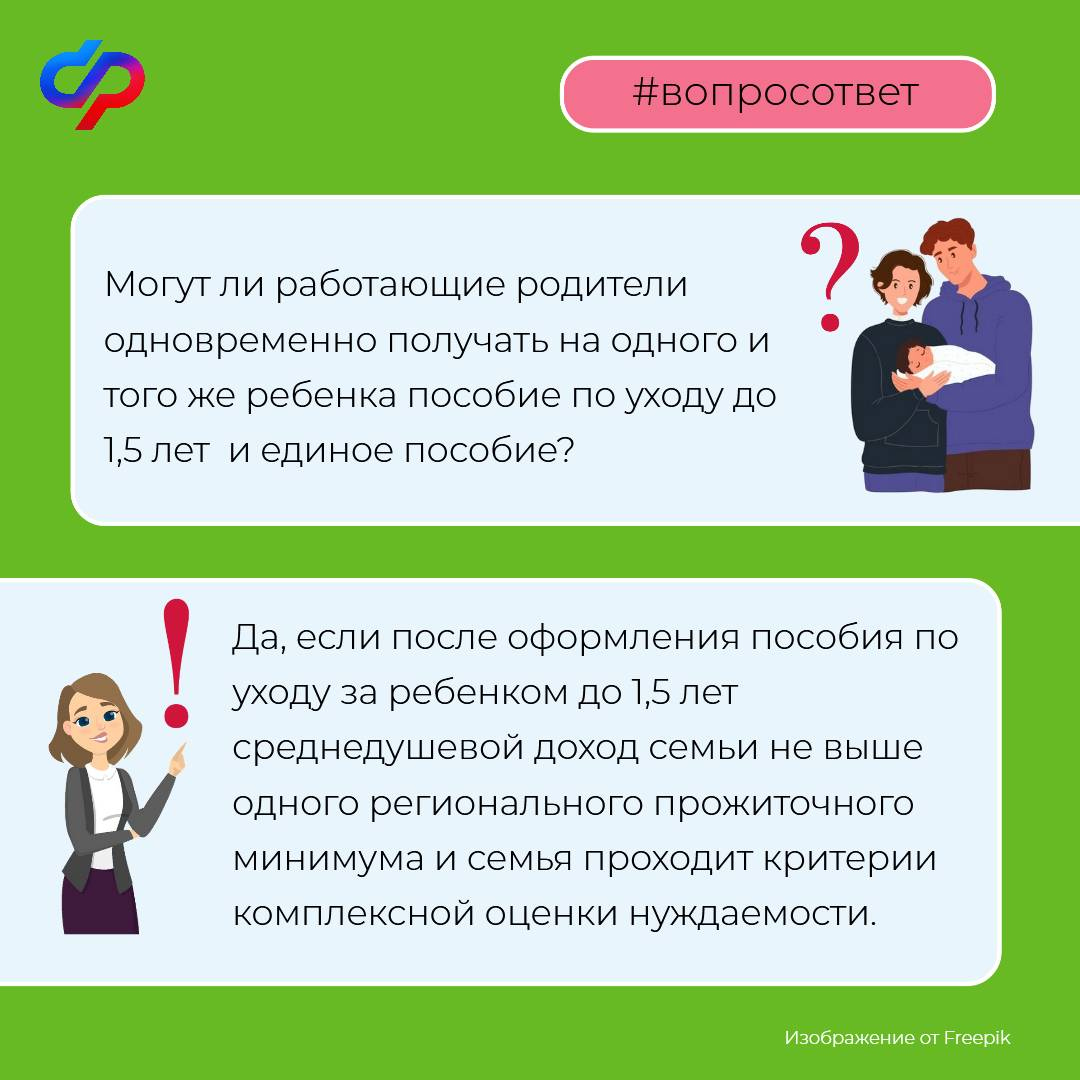 #вопросответ
Могут ли работающие родители
одновременно получать на одного и
того же ребенка пособие по уходу до
1,5 лет  и единое пособие?
Да, если после оформления пособия по
уходу за ребенком до 1,5 лет
среднедушевой доход семьи не выше
одного регионального прожиточного
минимума и семья проходит критерии
комплексной оценки нуждаемости.
Изображение от Freepik